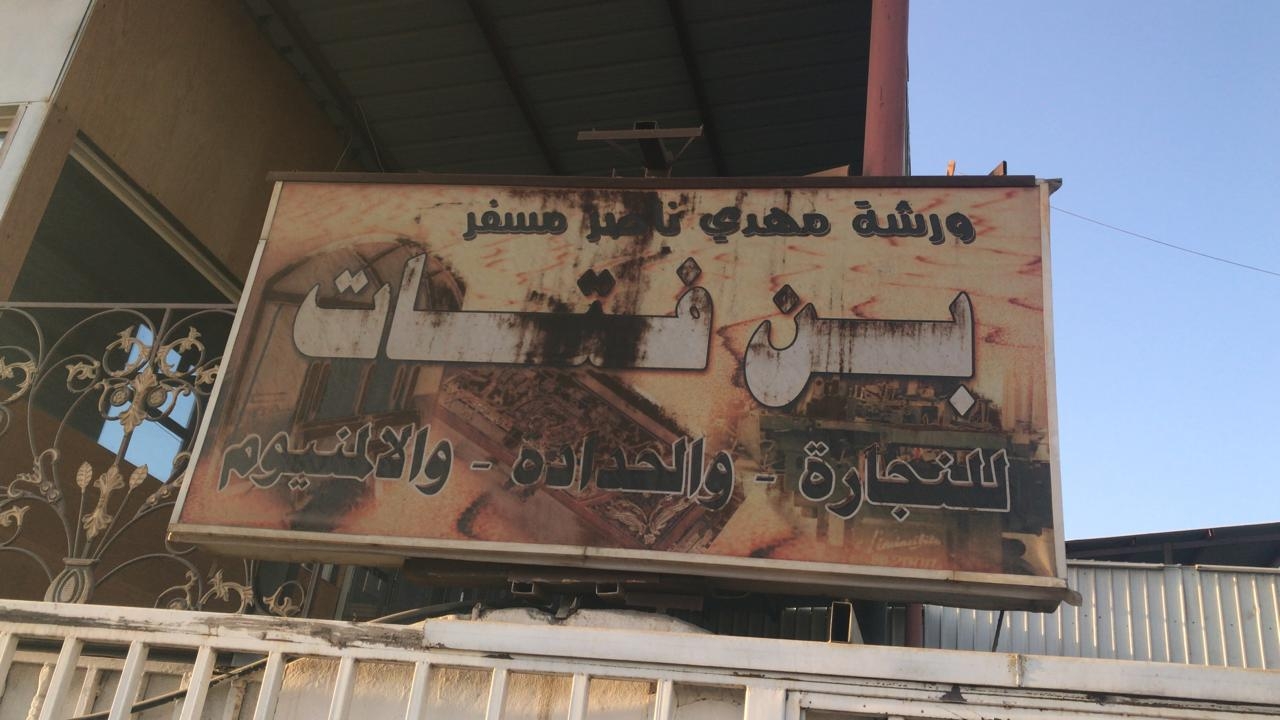 ورشة مهدي ناصر مسفر
بن فتات
للنجارة - والحداده - والالمنيوم